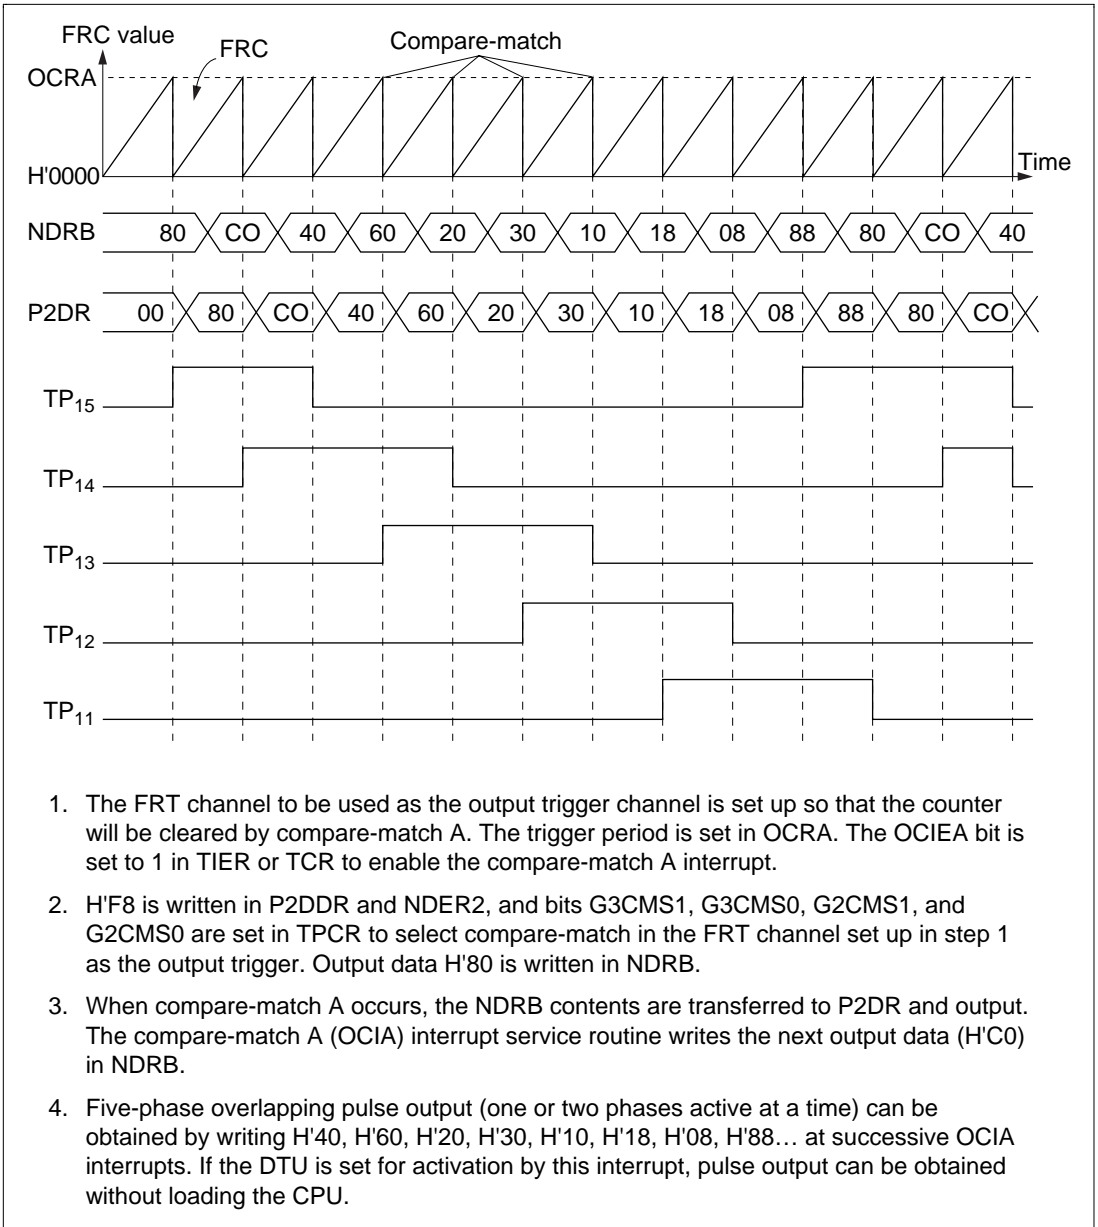 FRC value
FRC
Compare-match
OCRA
H'0000
Time
NDRB 80 CO 40 60 20 30 10 18 08 88 80 CO 40
P2DR 00 80 CO 40 60 20 30 10 18 08 88 80 CO
TP15
TP14
TP13
TP12
TP11
1. The FRT channel to be used as the output trigger channel is set up so that the counter
will be cleared by compare-match A. The trigger period is set in OCRA. The OCIEA bit is
set to 1 in TIER or TCR to enable the compare-match A interrupt.
2. H'F8 is written in P2DDR and NDER2, and bits G3CMS1, G3CMS0, G2CMS1, and
G2CMS0 are set in TPCR to select compare-match in the FRT channel set up in step 1
as the output trigger. Output data H'80 is written in NDRB.
3. When compare-match A occurs, the NDRB contents are transferred to P2DR and output.
The compare-match A (OCIA) interrupt service routine writes the next output data (H'C0)
in NDRB.
4. Five-phase overlapping pulse output (one or two phases active at a time) can be
obtained by writing H'40, H'60, H'20, H'30, H'10, H'18, H'08, H'88… at successive OCIA
interrupts. If the DTU is set for activation by this interrupt, pulse output can be obtained
without loading the CPU.